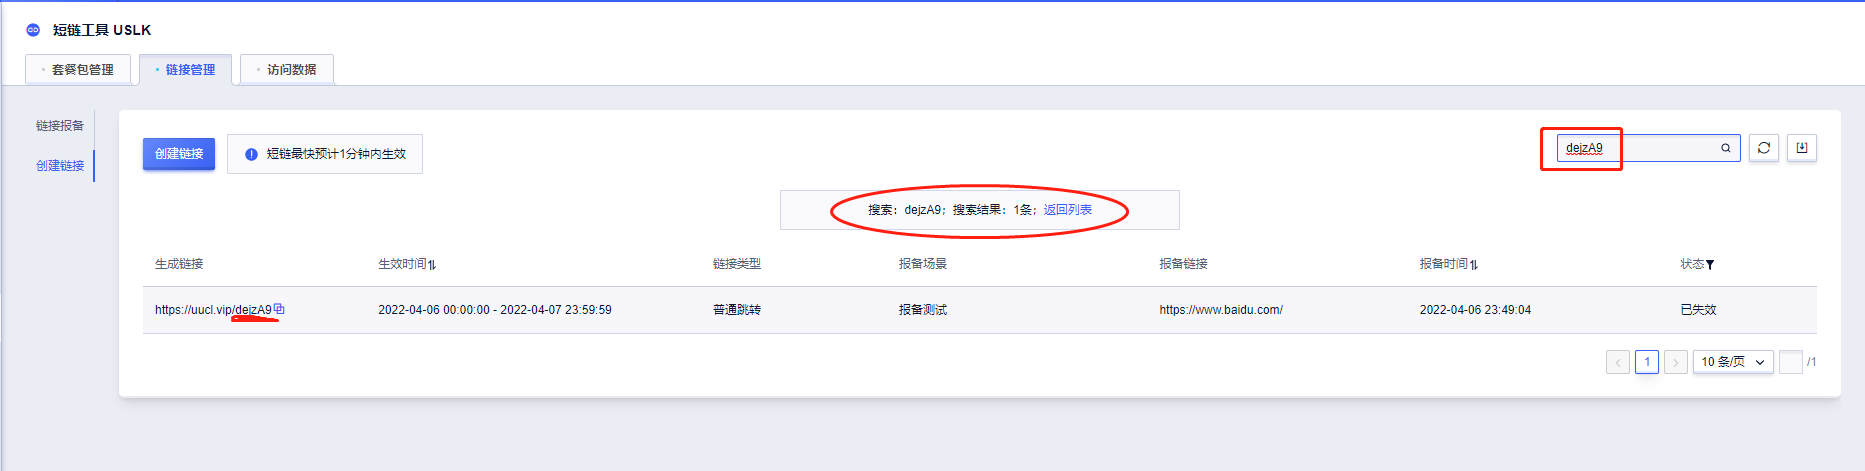 短链工具 USLK
套餐包管理
链接管理
访问数据
链接报备
创建链接
创建链接
短链最快预计1分钟内生效
dejzA9
搜索：dejzA9；搜索结果：1条；返回列表
生成链接 生效时间 链接类型 报备场景 报备链接 报备时间 状态
https://uucl.vip/dejzA9 2022-04-06 00:00:00 - 2022-04-07 23:59:59 普通跳转 报备测试 https://www.baidu.com/ 2022-04-06 23:49:04 已失效
1 10 条/页 /1